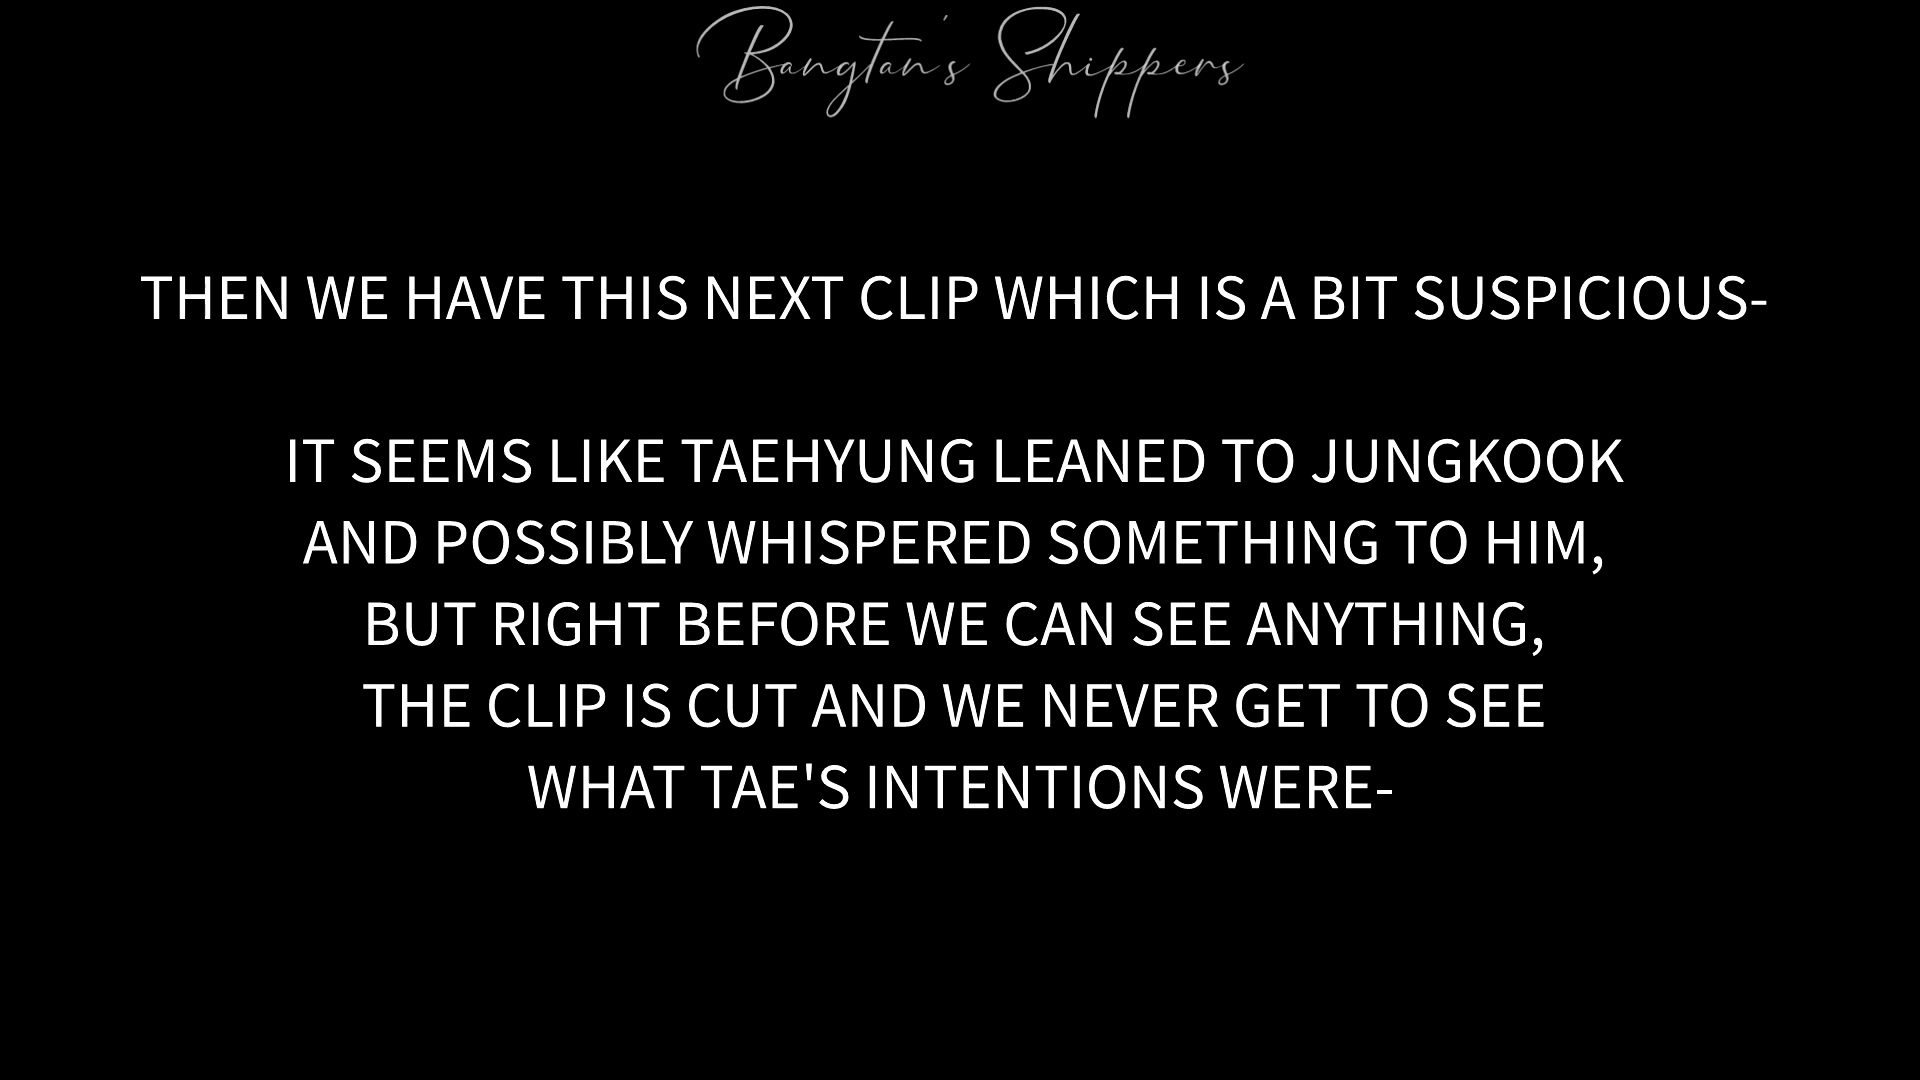 Bangtan's Shippers
THEN WE HAVE THIS NEXT CLIP WHICH IS A BIT SUSPICIOUS-
IT SEEMS LIKE TAEHYUNG LEANED TO JUNGKOOK
AND POSSIBLY WHISPERED SOMETHING TO HIM,
BUT RIGHT BEFORE WE CAN SEE ANYTHING,
THE CLIP IS CUT AND WE NEVER GET TO SEE
WHAT TAE'S INTENTIONS WERE-